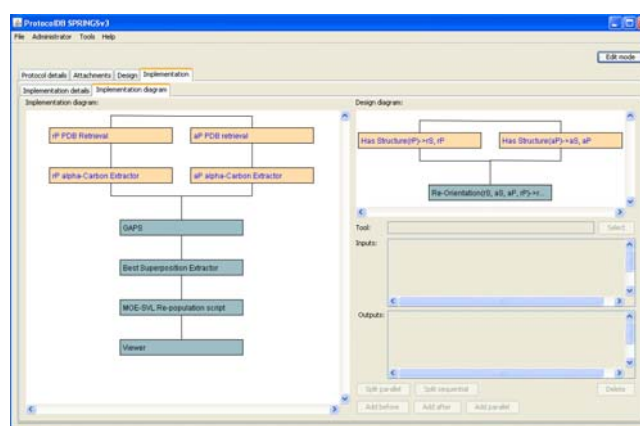 ProtocolDB SPRINGSv3
File Administrator Tools Help
Edit mode
Protocol details Attachments Design Implementation
Implementation details Implementation diagram
Implementation diagram:
rP PDB Retrieval aP PDB retrieval
rP alpha-Carbon Extractor aP alpha-Carbon Extractor
GAPS
Best Superposition Extractor
MOE-SVL Re-population script
Viewer
Design diagram:
Has Structure(rP)->rS, rP Has Structure(aP)->aS, aP
Re-Orientation(rS, aS, aP, rP)->r...
Tool: Select
Inputs:
Outputs:
Split parallel Split sequential Delete
Add before Add after Add parallel